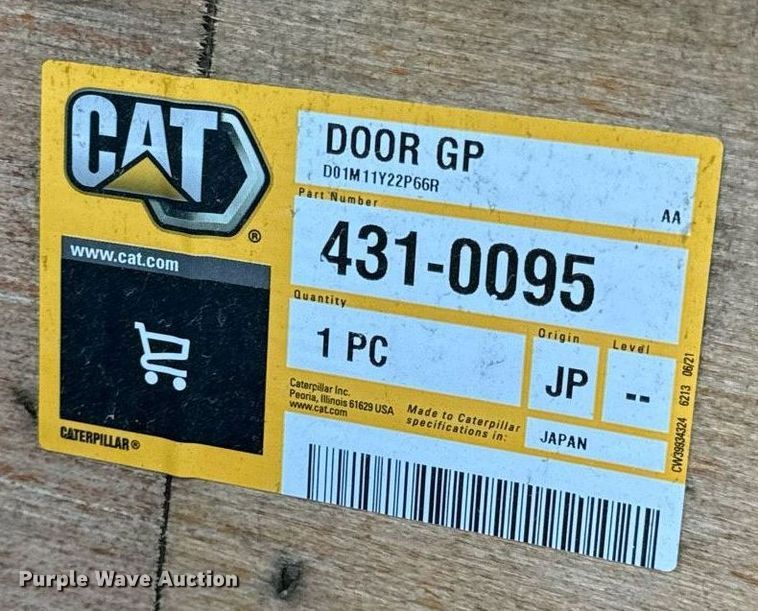 CAT
®
www.cat.com
CATERPILLAR®
DOOR GP
D01M11Y22P66R
AA
Part Number
431-0095
Quantity
1 PC
Origin
JP
Level
--
Caterpillar Inc.
Peoria, Illinois 61629 USA
www.cat.com
Made to Caterpillar
specifications in:
JAPAN
CW39934324 6213 06/21
Purple Wave Auction